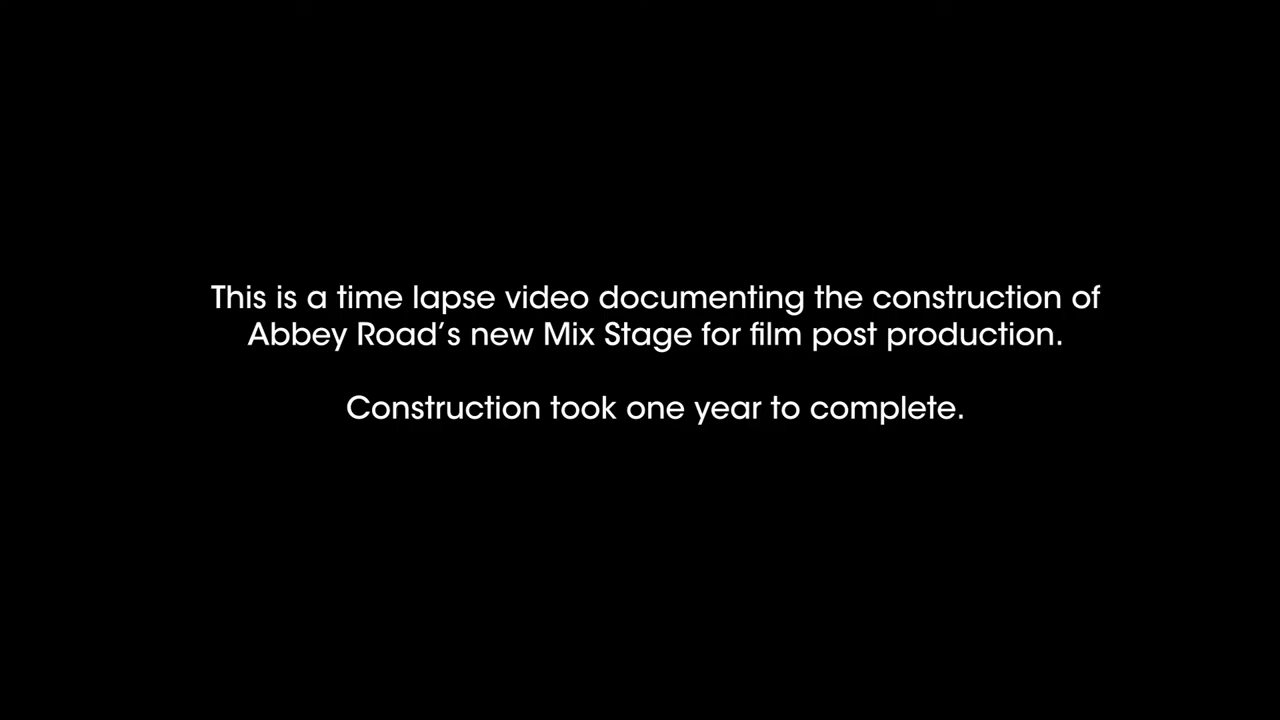 This is a time lapse video documenting the construction of
Abbey Road’s new Mix Stage for film post production.
Construction took one year to complete.